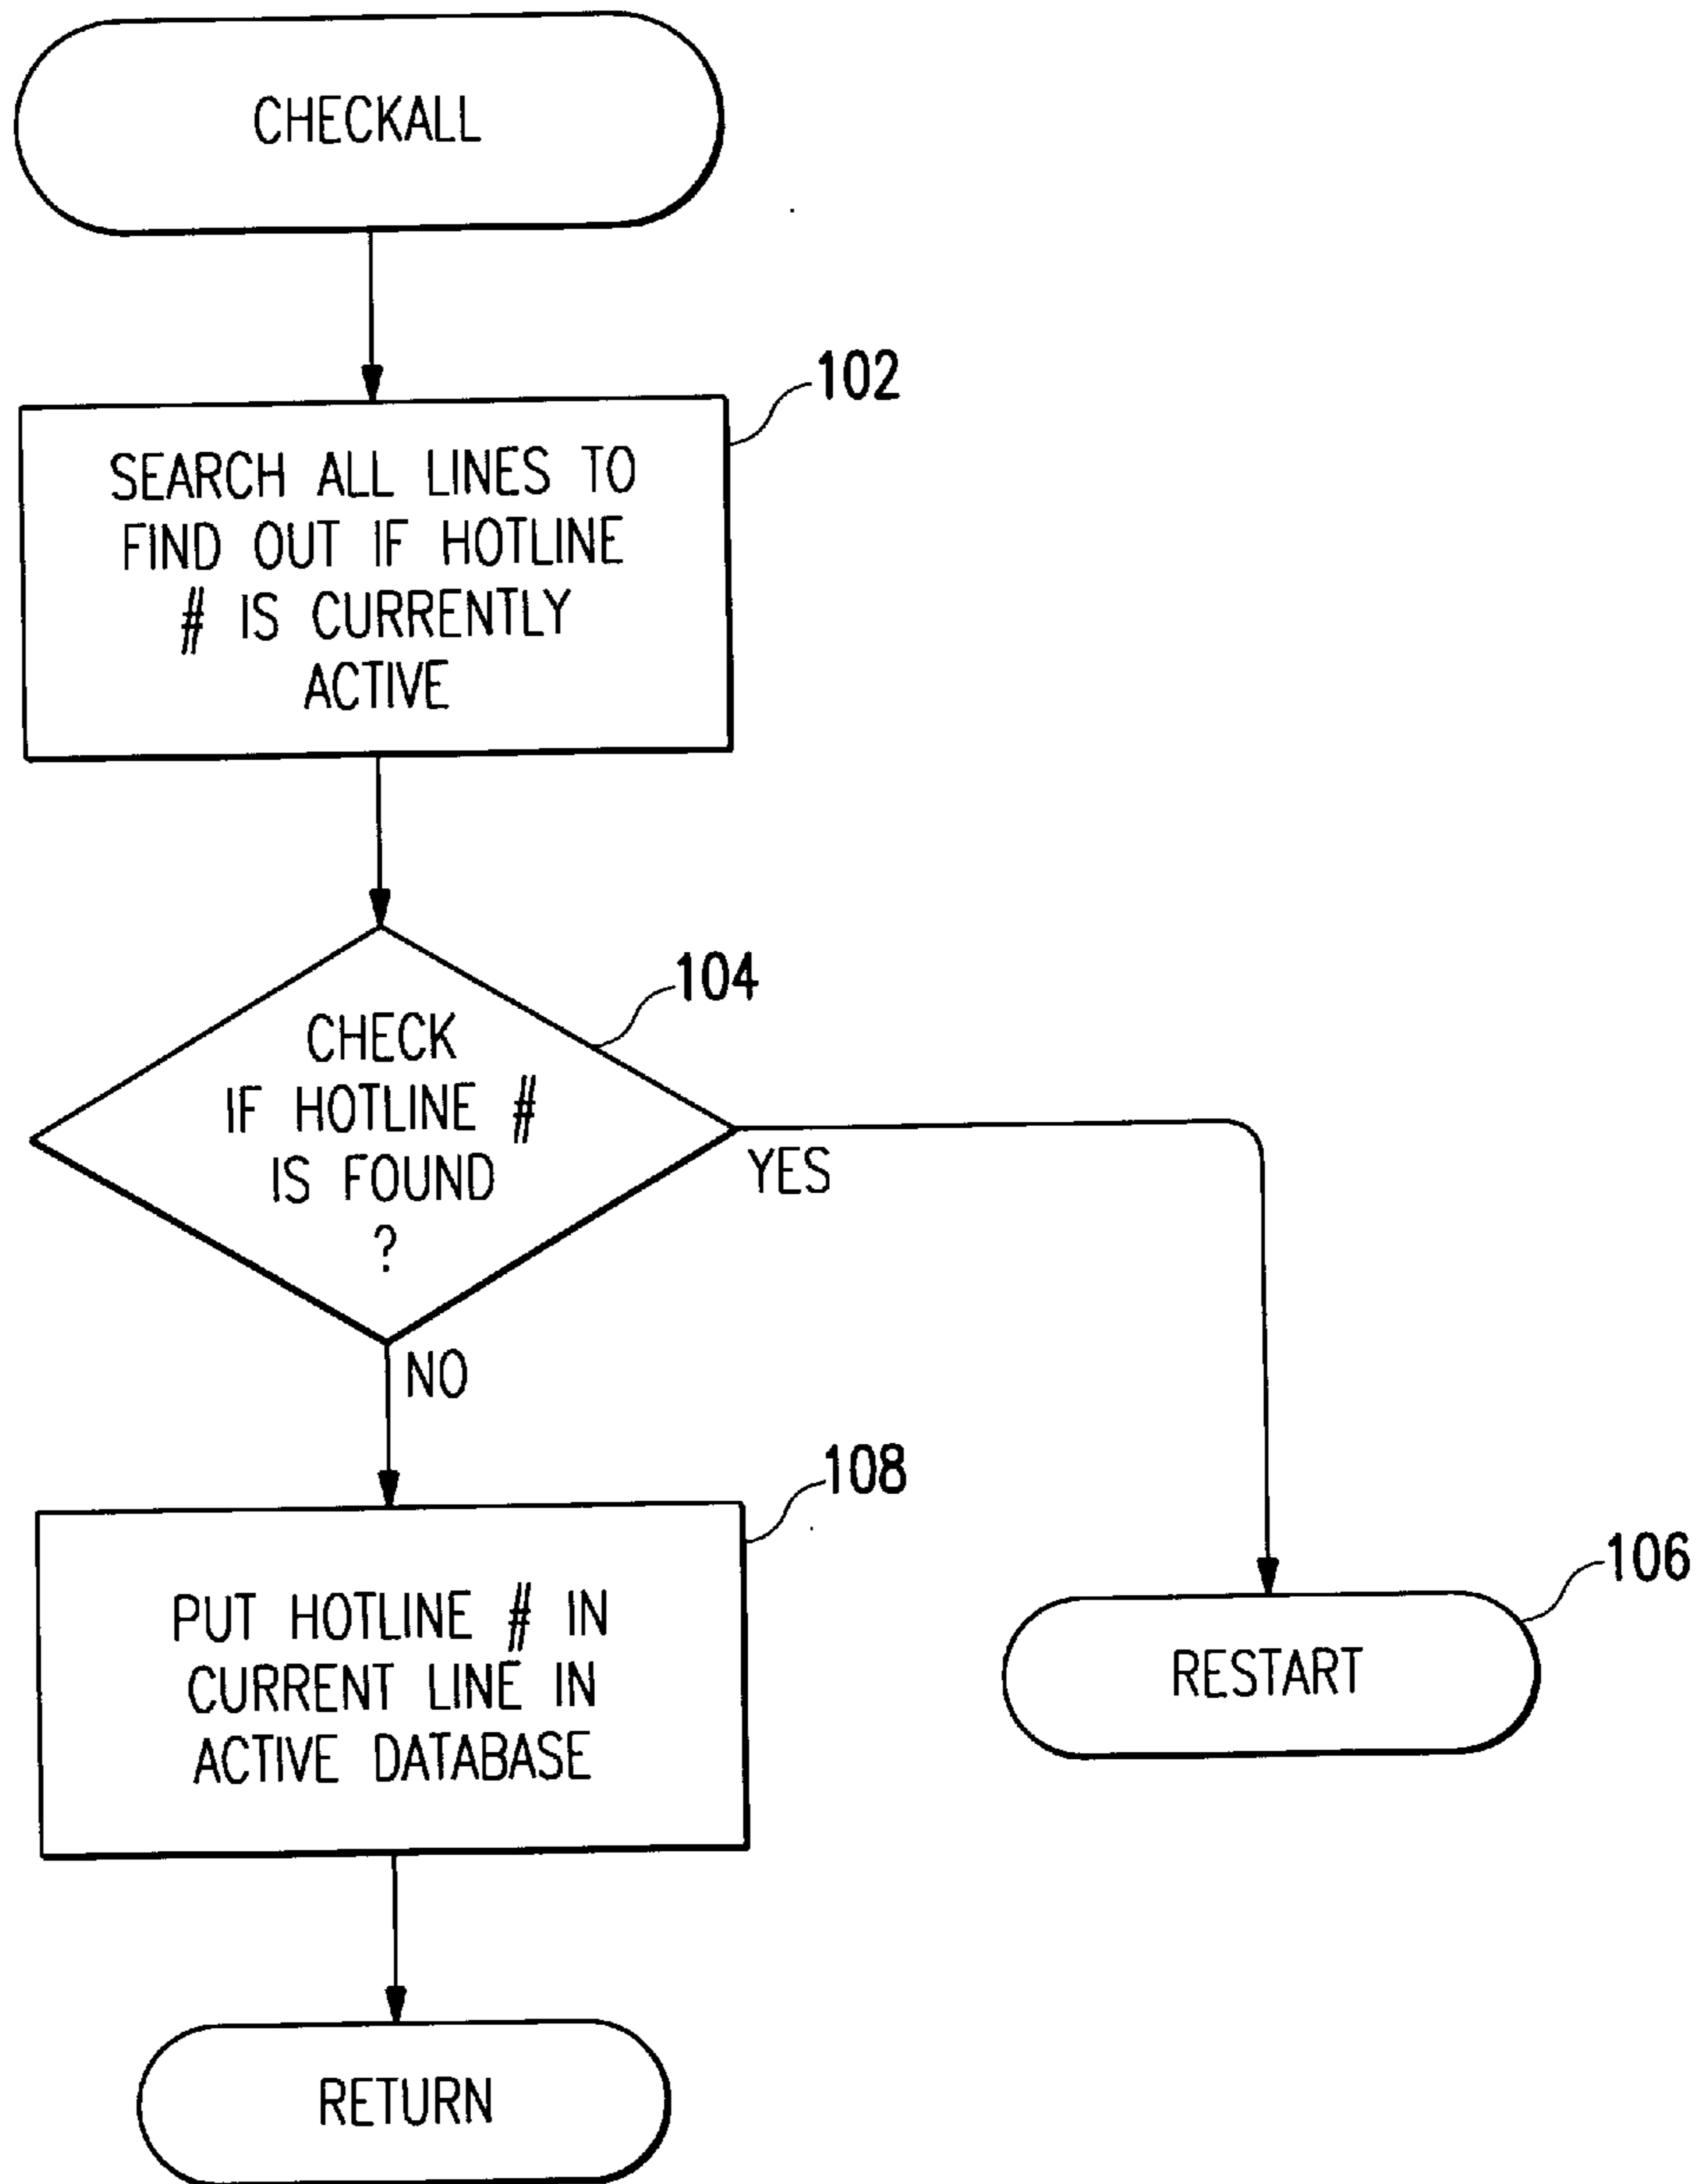 CHECKALL
102
SEARCH ALL LINES TO
FIND OUT IF HOTLINE
# IS CURRENTLY
ACTIVE
104
CHECK
IF HOTLINE #
IS FOUND
?
YES
NO
108
PUT HOTLINE # IN
CURRENT LINE IN
ACTIVE DATABASE
106
RESTART
RETURN